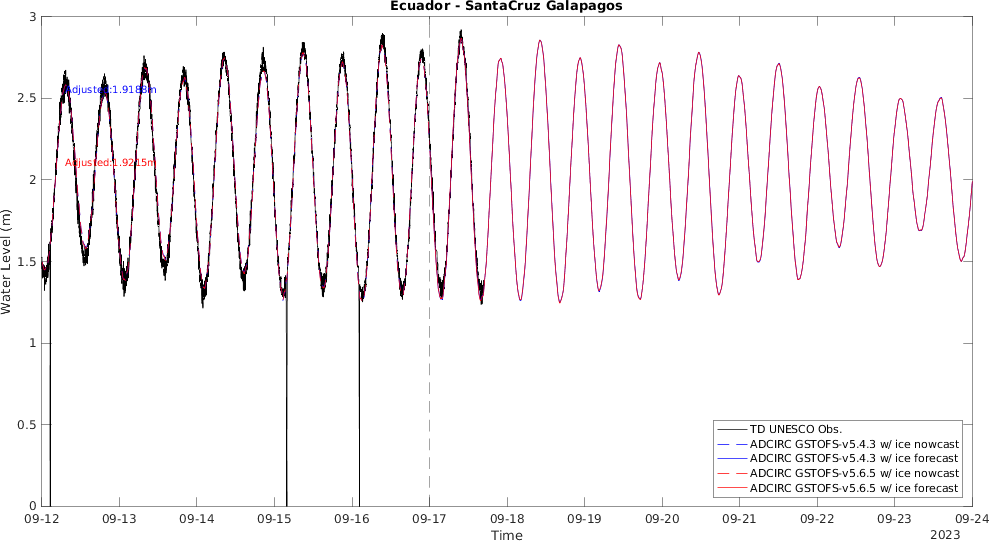 Ecuador - SantaCruz Galapagos
3
2.5
2
1.5
1
0.5
0
Water Level (m)
Adjusted:1.9188m
Adjusted:1.9215m
TD UNESCO Obs.
ADCIRC GSTOFS-v5.4.3 w/ ice nowcast
ADCIRC GSTOFS-v5.4.3 w/ ice forecast
ADCIRC GSTOFS-v5.6.5 w/ ice nowcast
ADCIRC GSTOFS-v5.6.5 w/ ice forecast
09-12 09-13 09-14 09-15 09-16 09-17 09-18 09-19 09-20 09-21 09-22 09-23 09-24
Time
2023